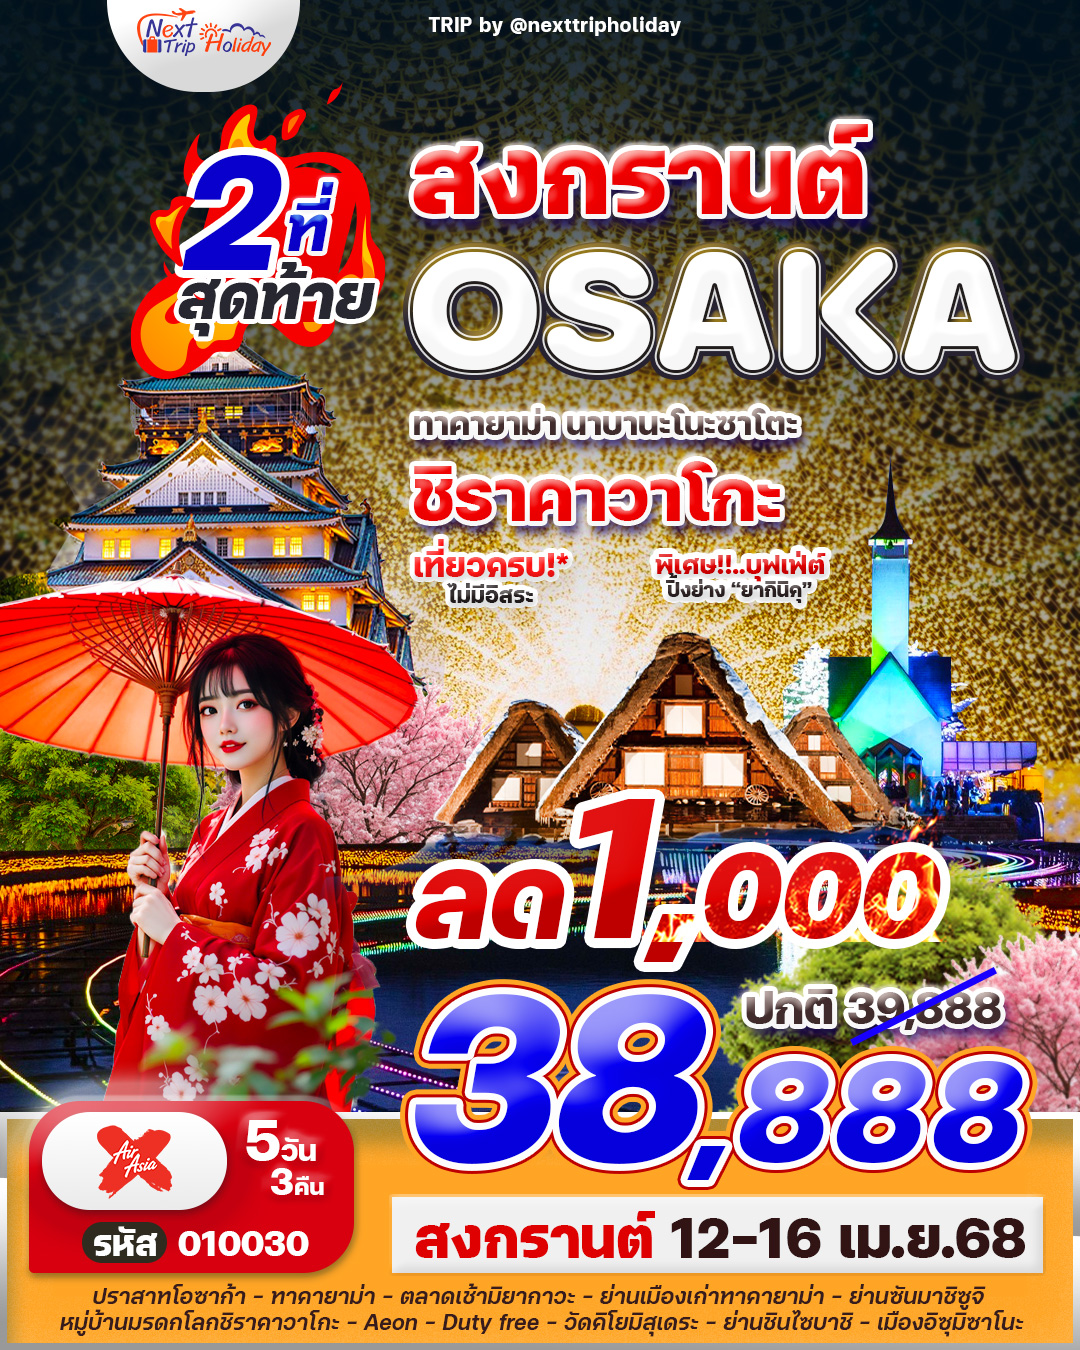 Next Trip Holiday
TRIP by @nexttripholiday
2 ที่
สุดท้าย
สงกรานต์
OSAKA
ทาคายาม่า นาบานะโนะซาโตะ
ชิราคาวาโกะ
เที่ยวครบ!*
ไม่มีอิสระ
พิเศษ!!..บุฟเฟ่ต์
ปิ้งย่าง “ยากินิคุ”
ลด 1,000
ปกติ 39,888
38,888
Air Asia X
5 วัน
3 คืน
รหัส 010030
สงกรานต์ 12-16 เม.ย.68
ปราสาทโอซาก้า - ทาคายาม่า - ตลาดเช้ามิยากาวะ - ย่านเมืองเก่าทาคายาม่า - ย่านซันมาชิซูจิ
หมู่บ้านมรดกโลกชิราคาวาโกะ - Aeon - Duty free - วัดคิโยมิสุเดระ - ย่านชินไซบาชิ - เมืองอิซุมิซาโนะ